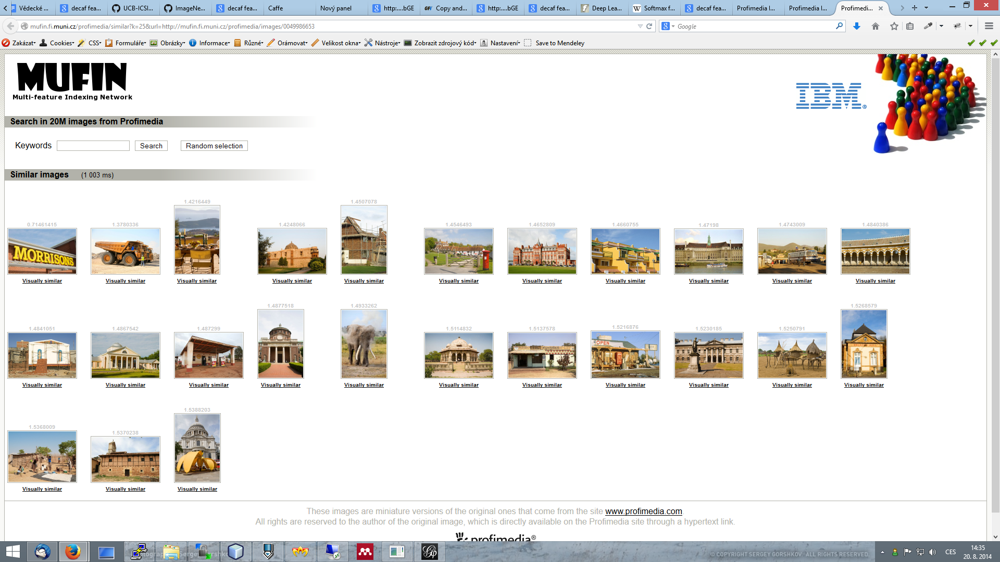 Vědecké ...
decaf fea...
UCB-ICSI...
ImageNe...
decaf fea...
Caffe
Nový panel
http:....bGE
Copy and...
http:....bGE
decaf fea...
Deep Lea...
Softmax f...
decaf fea...
Profimedia I...
Profimedia I...
Profimedi...
mufin.fi.muni.cz/profimedia/similar?k=25&url=http://mufin.fi.muni.cz/profimedia/images/0049986653
Google
Zakázat
Cookies
CSS
Formuláře
Obrázky
Informace
Různé
Orámovat
Velikost okna
Nástroje
Zobrazit zdrojový kód
Nastavení
Save to Mendeley
MUFIN
Multi-feature Indexing Network
IBM®
Search in 20M images from Profimedia
Keywords
Search
Random selection
Similar images (1 003 ms)
0.71461415
1.3780336
1.4216449
1.4248066
1.4507078
1.4546493
1.4652809
1.4660755
1.47198
1.4743009
1.4840386
MORRISONS
Visually similar
Visually similar
Visually similar
Visually similar
Visually similar
Visually similar
Visually similar
Visually similar
Visually similar
Visually similar
Visually similar
1.4841051
1.4867542
1.487299
1.4877518
1.4933262
1.5114832
1.5137578
1.5216876
1.5230185
1.5250791
1.5268579
OPEN
Visually similar
Visually similar
Visually similar
Visually similar
Visually similar
Visually similar
Visually similar
Visually similar
Visually similar
Visually similar
Visually similar
1.5368009
1.5370238
1.5388203
Visually similar
Visually similar
Visually similar
These images are miniature versions of the original ones that come from the site www.profimedia.com.
All rights are reserved to the author of the original image, which is directly available on the Profimedia site through a hypertext link.
profimedia®
© COPYRIGHT SERGEY GORSHKOV. ALL RIGHTS RESERVED.
CES
14:35
20. 8. 2014